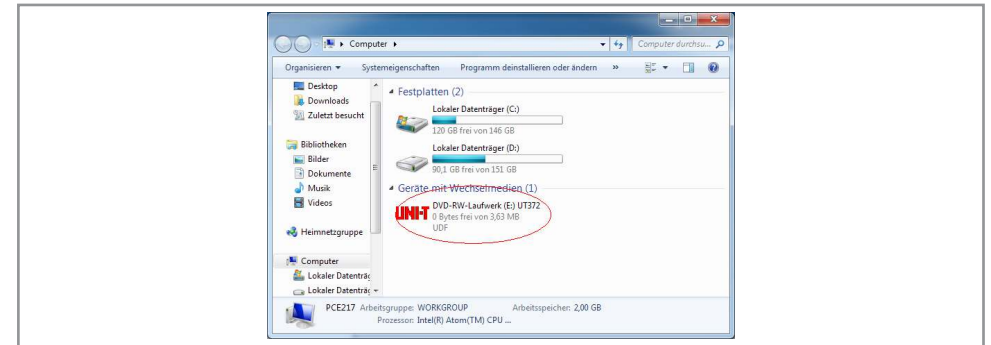 Computer
Computer durchsu...
Organisieren
Systemeigenschaften
Programm deinstallieren oder ändern
»
Desktop
Downloads
Zuletzt besucht
Bibliotheken
Bilder
Dokumente
Musik
Videos
Heimnetzgruppe
Computer
Lokaler Datenträg
Lokaler Datenträg
Festplatten (2)
Lokaler Datenträger (C:)
120 GB frei von 146 GB
Lokaler Datenträger (D:)
90,1 GB frei von 151 GB
Geräte mit Wechselmedien (1)
UNI-T
DVD-RW-Laufwerk (E:) UT372
0 Bytes frei von 3,63 MB
UDF
PCE217 Arbeitsgruppe: WORKGROUP Arbeitsspeicher: 2,00 GB
Prozessor: Intel(R) Atom(TM) CPU ...